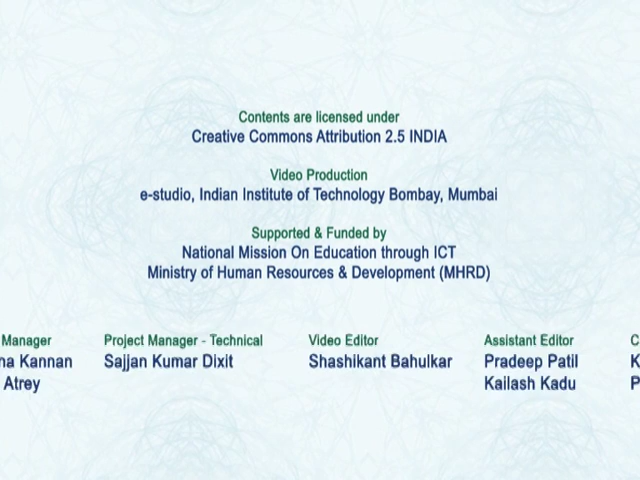 Contents are licensed under
Creative Commons Attribution 2.5 INDIA
Video Production
e-studio, Indian Institute of Technology Bombay, Mumbai
Supported & Funded by
National Mission On Education through ICT
Ministry of Human Resources & Development (MHRD)
Manager
Kannan
Atrey
Project Manager - Technical
Sajjan Kumar Dixit
Video Editor
Shashikant Bahulkar
Assistant Editor
Pradeep Patil
Kailash Kadu